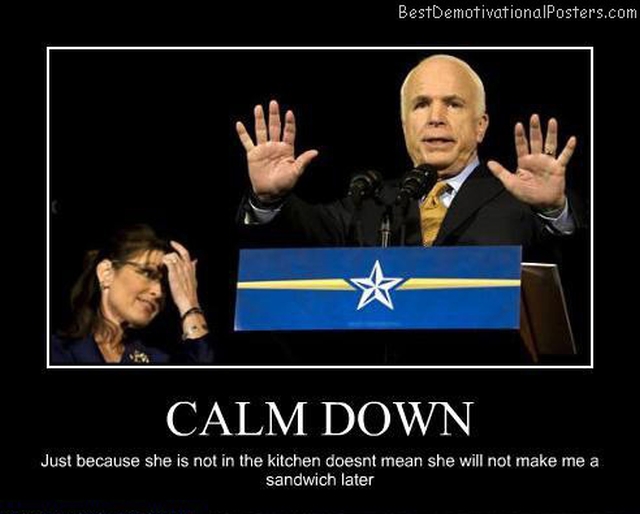 BestDemotivationalPosters.com
CALM DOWN
Just because she is not in the kitchen doesnt mean she will not make me a
sandwich later